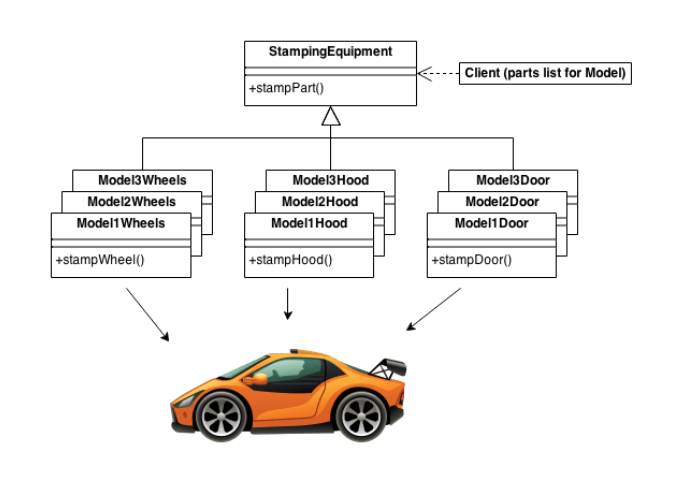 StampingEquipment
+stampPart()
Client (parts list for Model)
Model3Wheels
Model2Wheels
Model1Wheels
+stampWheel()
Model3Hood
Model2Hood
Model1Hood
+stampHood()
Model3Door
Model2Door
Model1Door
+stampDoor()